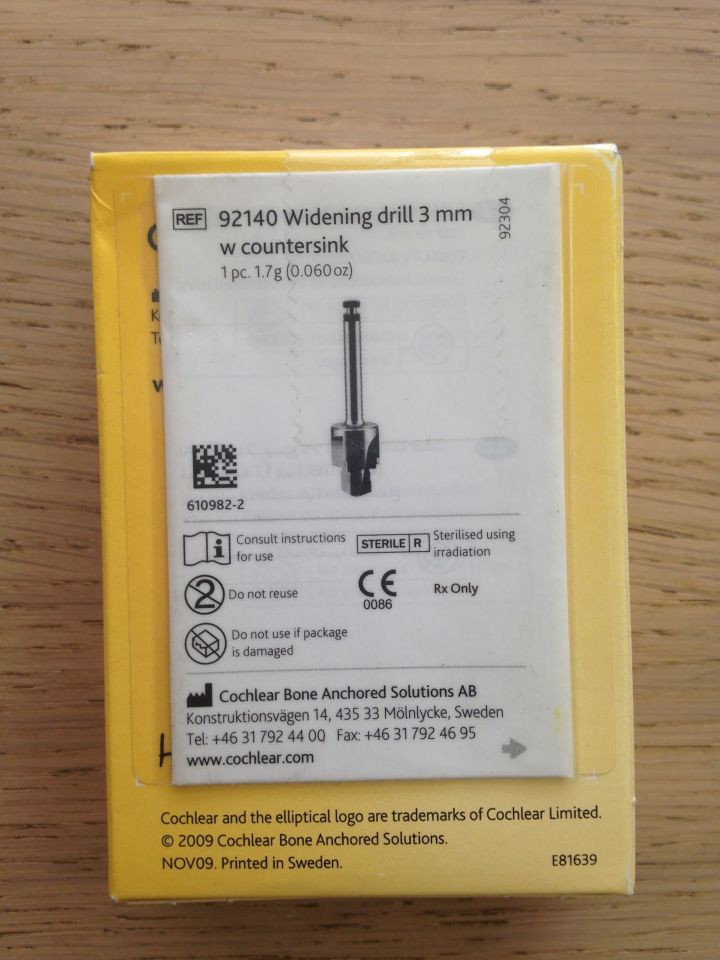 REF 92140 Widening drill 3 mm
w countersink
1 pc. 1.7g (0.060oz)
92304
610982-2
Consult instructions
for use
STERILE R
Sterilised using
irradiation
2 Do not reuse
CE
0086
Rx Only
Do not use if package
is damaged
Cochlear Bone Anchored Solutions AB
Konstruktionsvägen 14, 435 33 Mölnlycke, Sweden
Tel: +46 31 792 44 00 Fax: +46 31 792 46 95
www.cochlear.com
Cochlear and the elliptical logo are trademarks of Cochlear Limited.
© 2009 Cochlear Bone Anchored Solutions.
NOV09. Printed in Sweden.
E81639